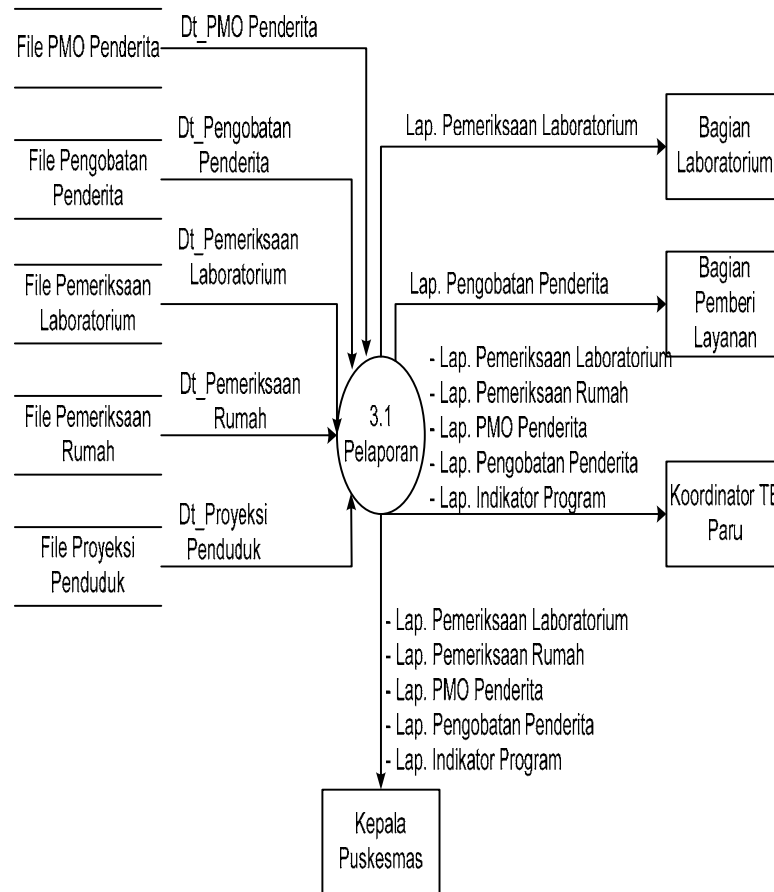 File PMO Penderita
Dt_PMO Penderita
File Pengobatan
Penderita
Dt_Pengobatan
Penderita
File Pemeriksaan
Laboratorium
Dt_Pemeriksaan
Laboratorium
File Pemeriksaan
Rumah
Dt_Pemeriksaan
Rumah
File Proyeksi
Penduduk
Dt_Proyeksi
Penduduk
3.1
Pelaporan
Lap. Pemeriksaan Laboratorium
Bagian
Laboratorium
Lap. Pengobatan Penderita
Bagian
Pemberi
Layanan
- Lap. Pemeriksaan Laboratorium
- Lap. Pemeriksaan Rumah
- Lap. PMO Penderita
- Lap. Pengobatan Penderita
- Lap. Indikator Program
Koordinator TB
Paru
- Lap. Pemeriksaan Laboratorium
- Lap. Pemeriksaan Rumah
- Lap. PMO Penderita
- Lap. Pengobatan Penderita
- Lap. Indikator Program
Kepala
Puskesmas